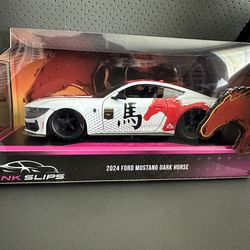 馬
2024 FORD MUSTANG DARK HORSE
NK SLIPS